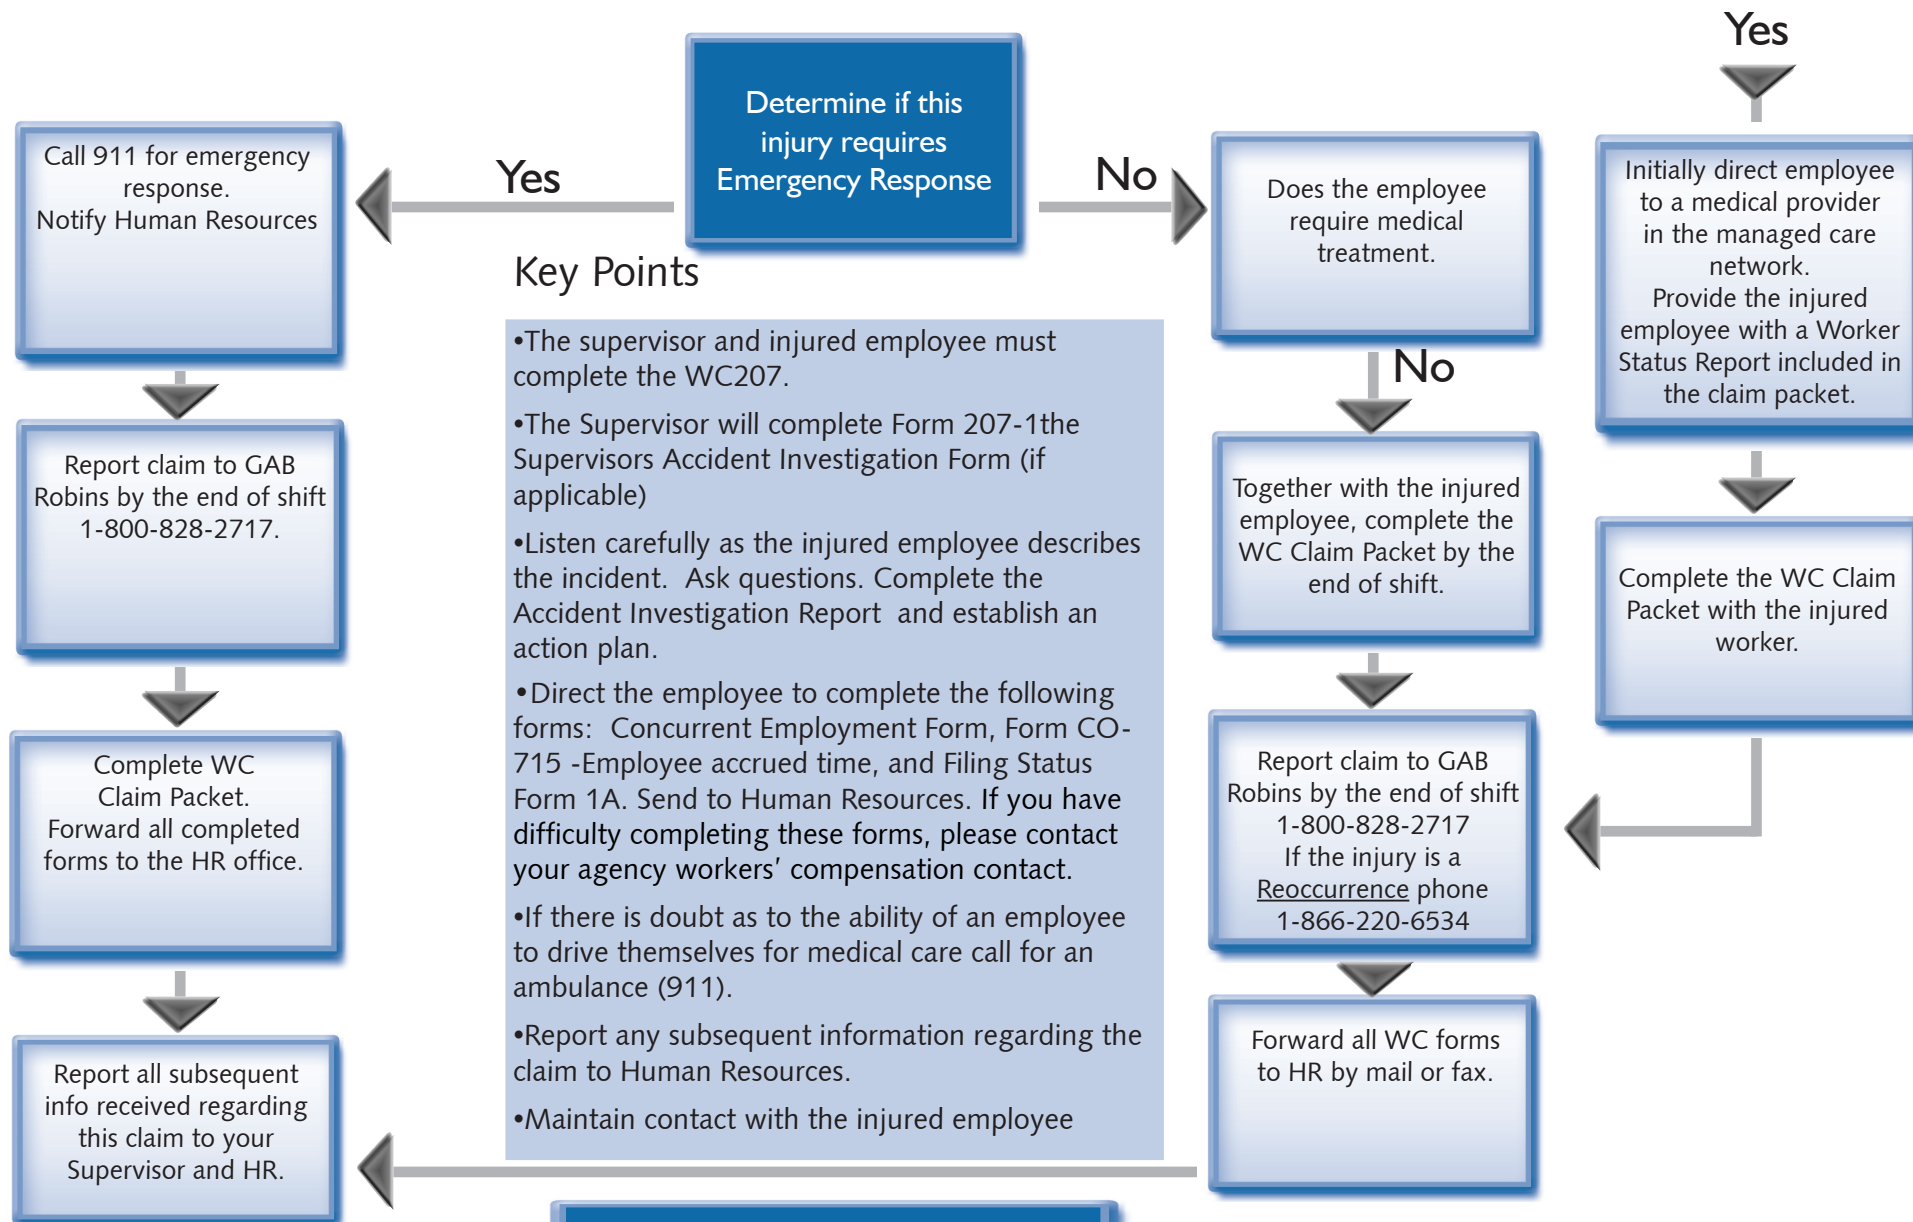 Yes
Determine if this
injury requires
Emergency Response
Yes
No
Call 911 for emergency
response.
Notify Human Resources
Does the employee
require medical
treatment.
Initially direct employee
to a medical provider
in the managed care
network.
Provide the injured
employee with a Worker
Status Report included in
the claim packet.
No
Report claim to GAB
Robins by the end of shift
1-800-828-2717.
Together with the injured
employee, complete the
WC Claim Packet by the
end of shift.
Complete the WC Claim
Packet with the injured
worker.
Complete WC
Claim Packet.
Forward all completed
forms to the HR office.
Report claim to GAB
Robins by the end of shift
1-800-828-2717
If the injury is a
Reoccurrence phone
1-866-220-6534
Report all subsequent
info received regarding
this claim to your
Supervisor and HR.
Forward all WC forms
to HR by mail or fax.
Key Points
•The supervisor and injured employee must
complete the WC207.
•The Supervisor will complete Form 207-1the
Supervisors Accident Investigation Form (if
applicable)
•Listen carefully as the injured employee describes
the incident.  Ask questions. Complete the
Accident Investigation Report  and establish an
action plan.
•Direct the employee to complete the following
forms:  Concurrent Employment Form, Form CO-
715 -Employee accrued time, and Filing Status
Form 1A. Send to Human Resources. If you have
difficulty completing these forms, please contact
your agency workers’ compensation contact.
•If there is doubt as to the ability of an employee
to drive themselves for medical care call for an
ambulance (911).
•Report any subsequent information regarding the
claim to Human Resources.
•Maintain contact with the injured employee